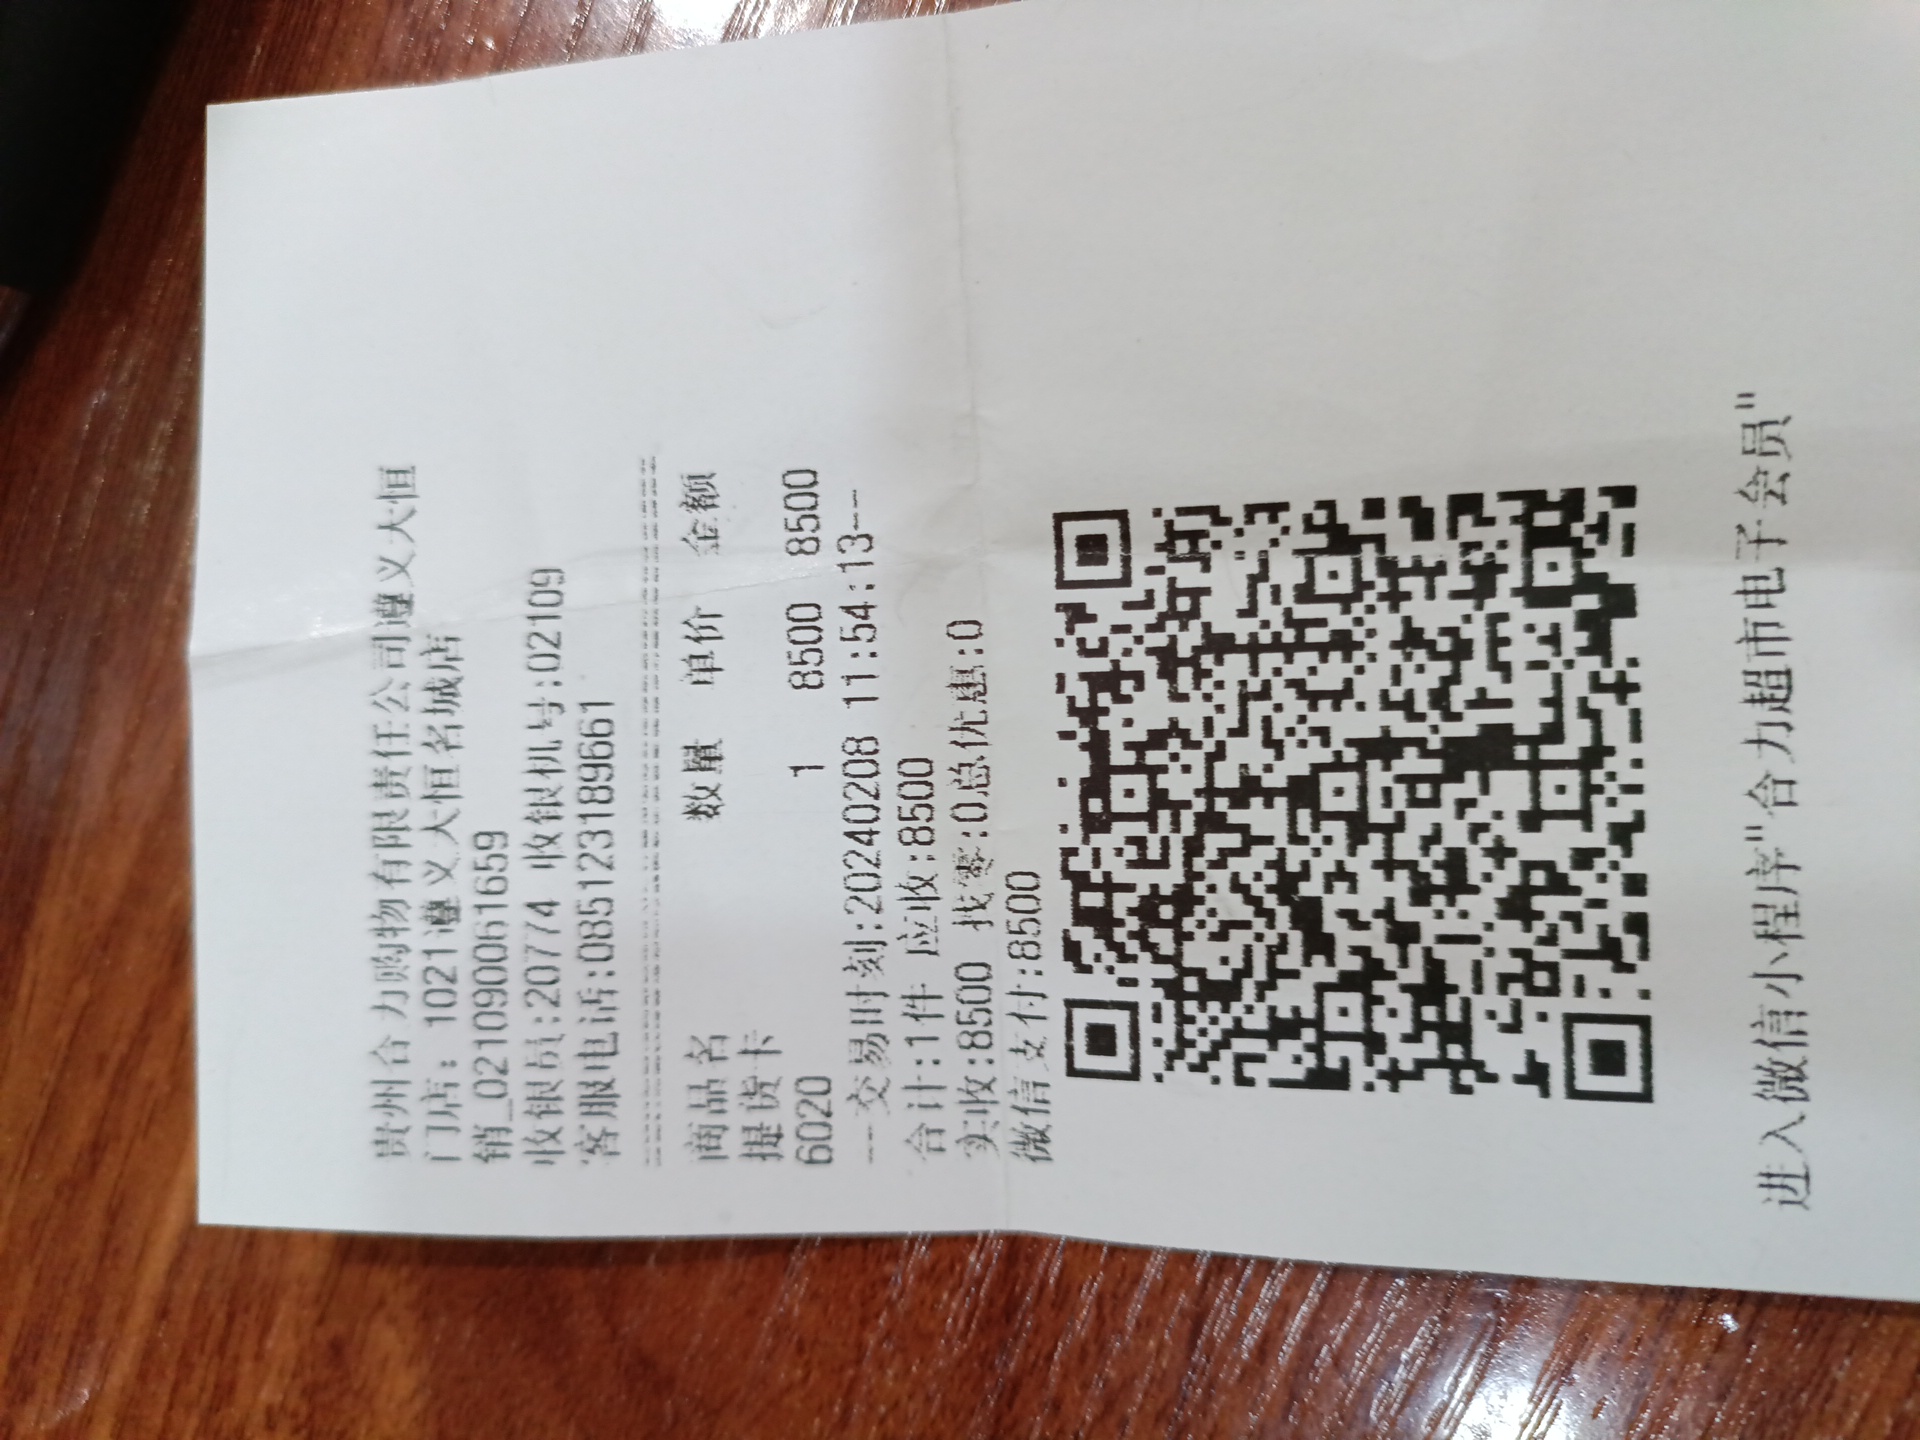 贵州合力购物有限责任公司遵义大恒
门店: 1021遵义大恒名城店
销_021090061659
收银员:20774 收银机号:02109
客服电话:085123189661
商品名 数量 单价 金额
提货卡
6020 1 8500 8500
---交易时刻:20240208 11:54:13--
合计:1件 应收:8500
实收:8500 找零:0总优惠:0
微信支付:8500
进入微信小程序"合力超市电子会员"